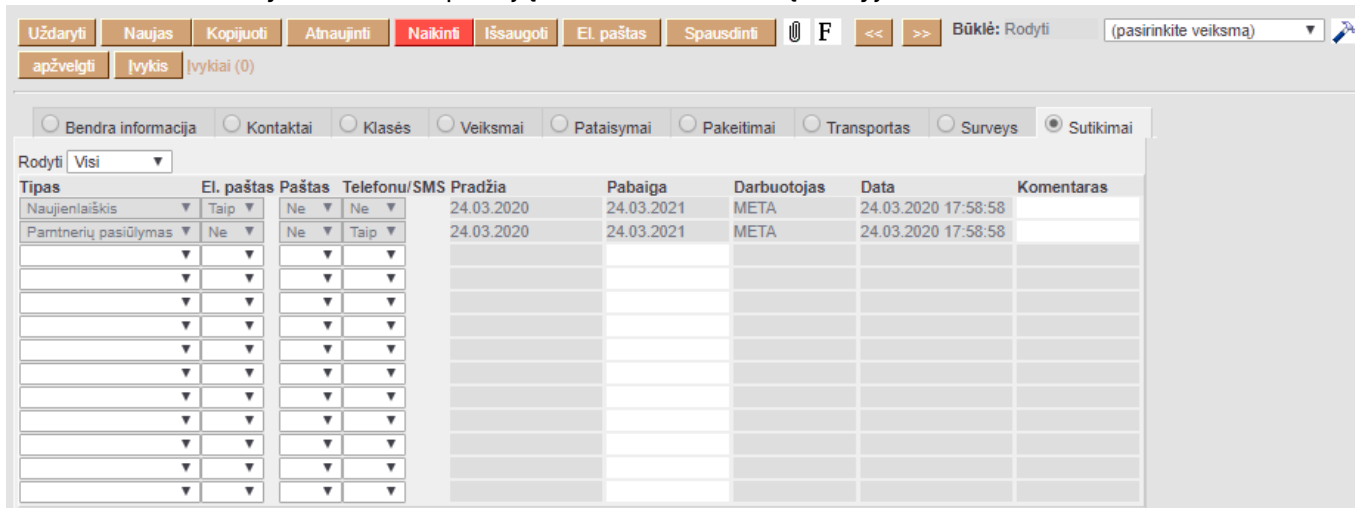 Uždaryti Naujas Kopijuoti Atnaujinti Naikinti Išsaugoti El. paštas Spausdinti F << >> Būklė: Rodyti (pasirinkite veiksmą)
apžvelgti Įvykis Įvykiai (0)
Bendra informacija Kontaktai Klasės Veiksmai Pataisymai Pakeitimai Transportas Surveys Sutikimai
Rodyti Visi
Tipas El. paštas Paštas Telefonu/SMS Pradžia Pabaiga Darbuotojas Data Komentaras
Naujienlaiškis Taip Ne Ne 24.03.2020 24.03.2021 META 24.03.2020 17:58:58
Pamtnerių pasiūlymas Ne Ne Taip 24.03.2020 24.03.2021 META 24.03.2020 17:58:58